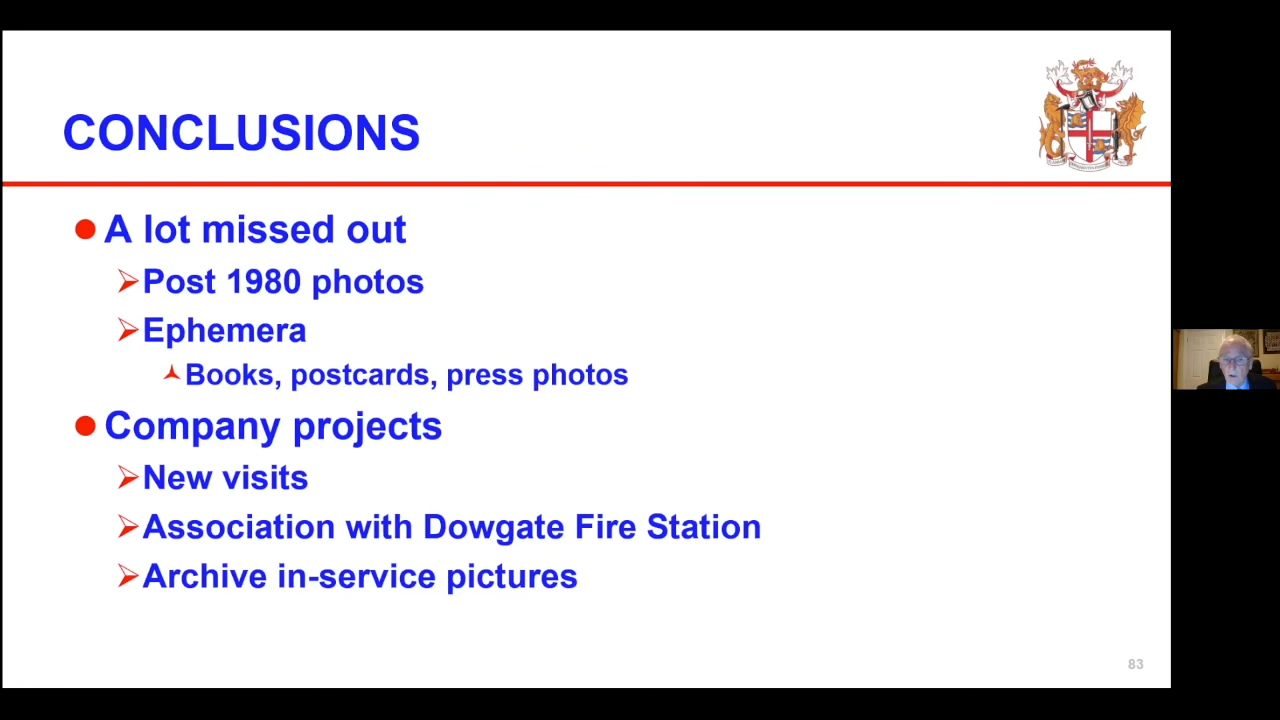 CONCLUSIONS
A lot missed out
Post 1980 photos
Ephemera
Books, postcards, press photos
Company projects
New visits
Association with Dowgate Fire Station
Archive in-service pictures
83